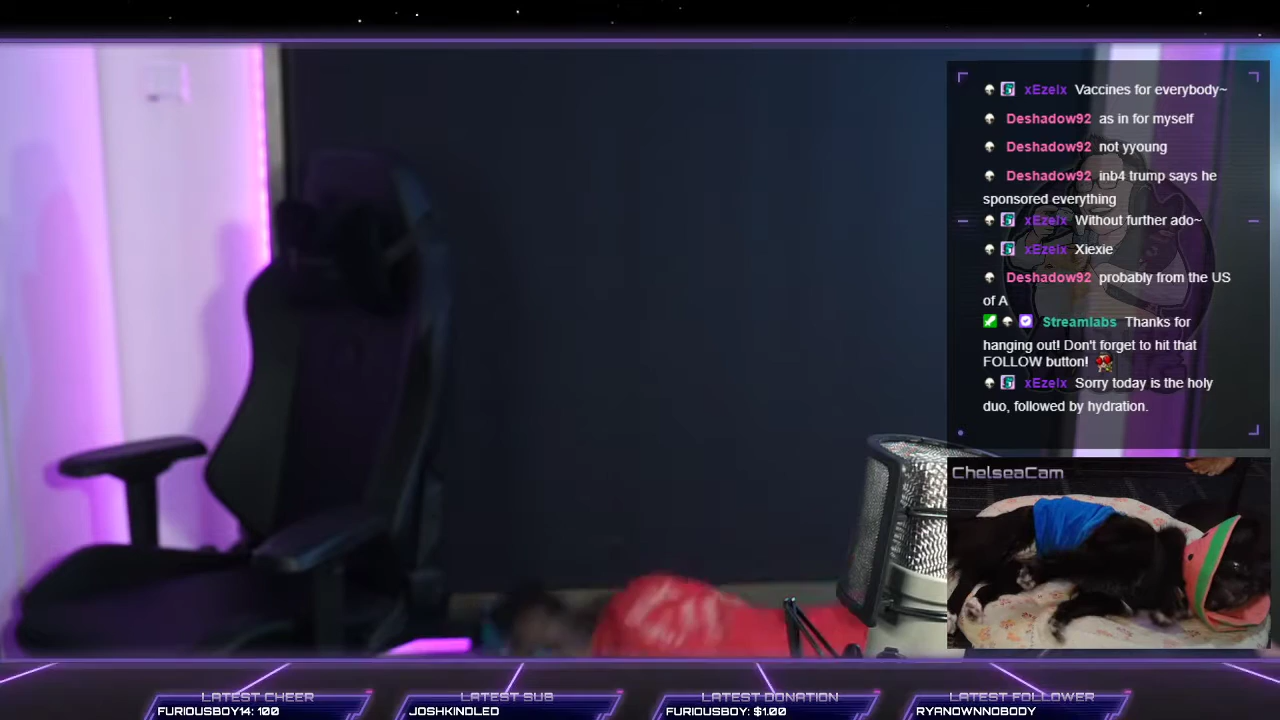 xEzelx Vaccines for everybody~
Deshadow92 as in for myself
Deshadow92 not yyoung
Deshadow92 inb4 trump says he
sponsored everything
xEzelx Without further ado~
xEzelx Xiexie
Deshadow92 probably from the US
of A
Streamlabs Thanks for
hanging out! Don't forget to hit that
FOLLOW button!
xEzelx Sorry today is the holy
duo, followed by hydration.
ChelseaCam
LATEST CHEER
FURIOUSBOY14: 100
LATEST SUB
JOSHKINDLED
LATEST DONATION
FURIOUSBOY: $1.00
LATEST FOLLOWER
RYANOWNNOBODY